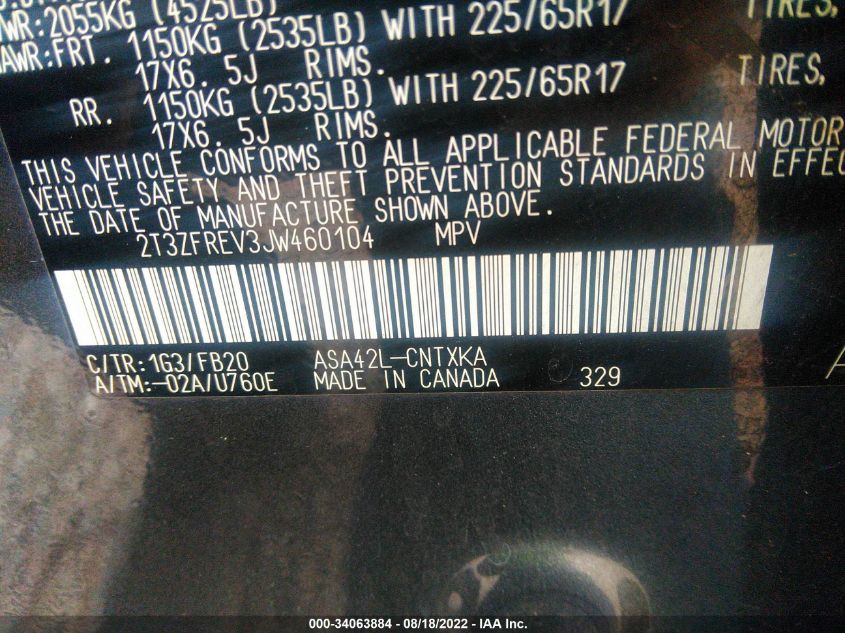 WR:2055KG (4525LB)
AWR:FRT. 1150KG (2535LB) WITH 225/65R17 TIRES,
17X6.5J RIMS.
RR. 1150KG (2535LB) WITH 225/65R17 TIRES,
17X6.5J RIMS.
THIS VEHICLE CONFORMS TO ALL APPLICABLE FEDERAL MOTOR
VEHICLE SAFETY AND THEFT PREVENTION STANDARDS IN EFFEC
THE DATE OF MANUFACTURE SHOWN ABOVE.
2T3ZFREV3JW460104 MPV
C/TR:1G3/FB20 ASA42L-CNTXKA
A/TM:-02A/U760E MADE IN CANADA 329
000-34063884 - 08/18/2022 - IAA Inc.